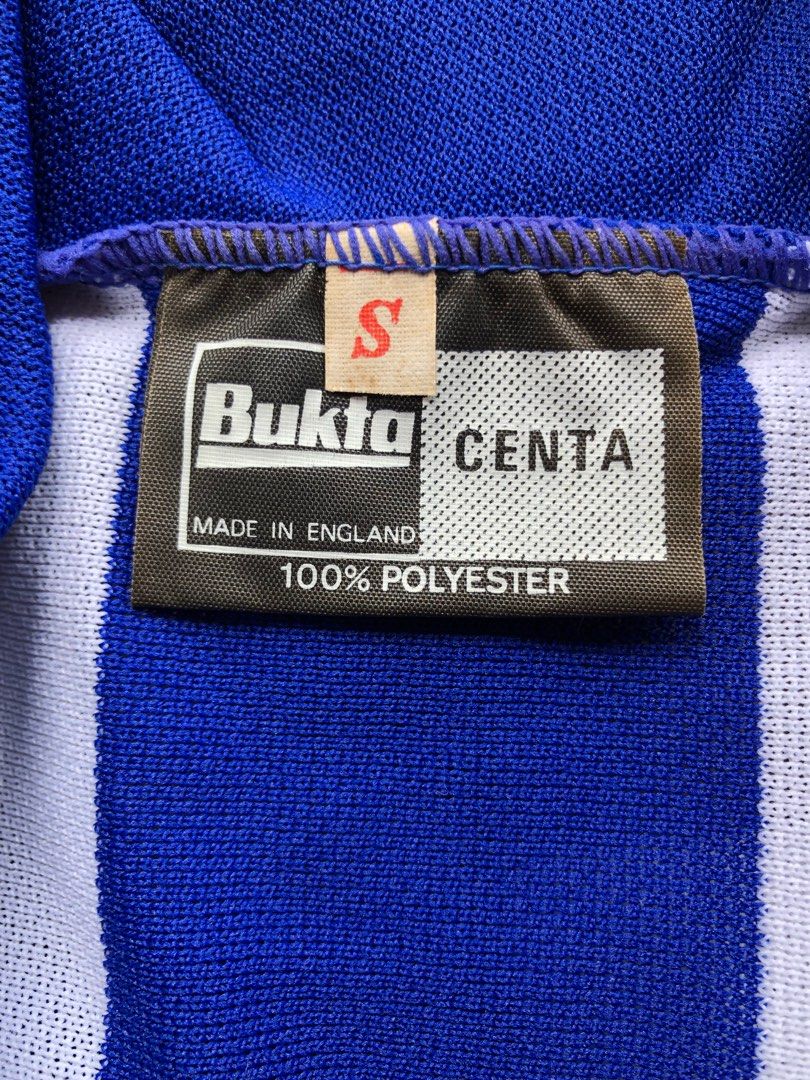 S
Bukta
CENTA
MADE IN ENGLAND
100% POLYESTER